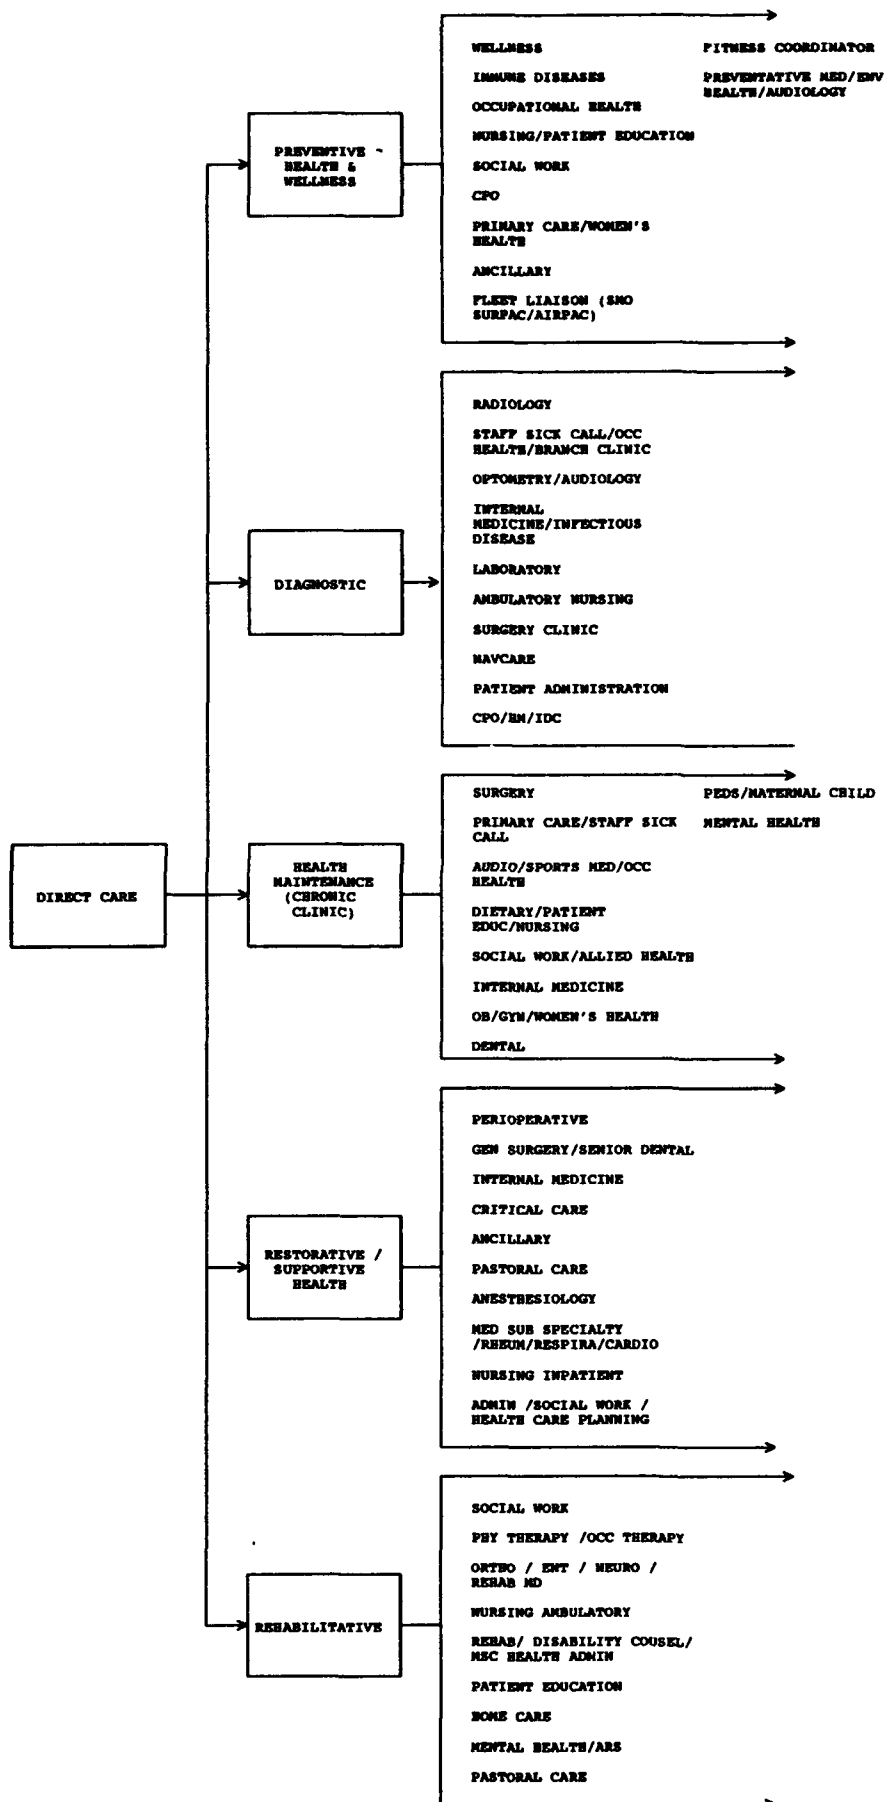 WELLNESS
IMMUNE DISEASES
OCCUPATIONAL HEALTH
NURSING/PATIENT EDUCATION
SOCIAL WORK
CPO
PRIMARY CARE/WOMEN'S
HEALTH
ANCILLARY
FLEET LIAISON (SMO
SURPAC/AIRPAC)
FITNESS COORDINATOR
PREVENTATIVE MED/ENV
HEALTH/AUDIOLOGY
PREVENTIVE
HEALTH &
WELLNESS
RADIOLOGY
STAFF SICK CALL/OCC
HEALTH/BRANCH CLINIC
OPTOMETRY/AUDIOLOGY
INTERNAL
MEDICINE/INFECTIOUS
DISEASE
LABORATORY
AMBULATORY NURSING
SURGERY CLINIC
NAVCARE
PATIENT ADMINISTRATION
CPO/HM/IDC
DIAGNOSTIC
SURGERY
PRIMARY CARE/STAFF SICK
CALL
AUDIO/SPORTS MED/OCC
HEALTH
DIETARY/PATIENT
EDUC/NURSING
SOCIAL WORK/ALLIED HEALTH
INTERNAL MEDICINE
OB/GYN/WOMEN'S HEALTH
DENTAL
PEDS/MATERNAL CHILD
MENTAL HEALTH
DIRECT CARE
HEALTH
MAINTENANCE
(CHRONIC
CLINIC)
PERIOPERATIVE
GEN SURGERY/SENIOR DENTAL
INTERNAL MEDICINE
CRITICAL CARE
ANCILLARY
PASTORAL CARE
ANESTHESIOLOGY
MED SUB SPECIALTY
/RHEUM/RESPIRA/CARDIO
NURSING INPATIENT
ADMIN /SOCIAL WORK /
HEALTH CARE PLANNING
RESTORATIVE /
SUPPORTIVE
HEALTH
SOCIAL WORK
PHY THERAPY /OCC THERAPY
ORTHO / ENT / NEURO /
REHAB MD
NURSING AMBULATORY
REHAB/ DISABILITY COUSEL/
MSC HEALTH ADMIN
PATIENT EDUCATION
HOME CARE
MENTAL HEALTH/ARS
PASTORAL CARE
REHABILITATIVE